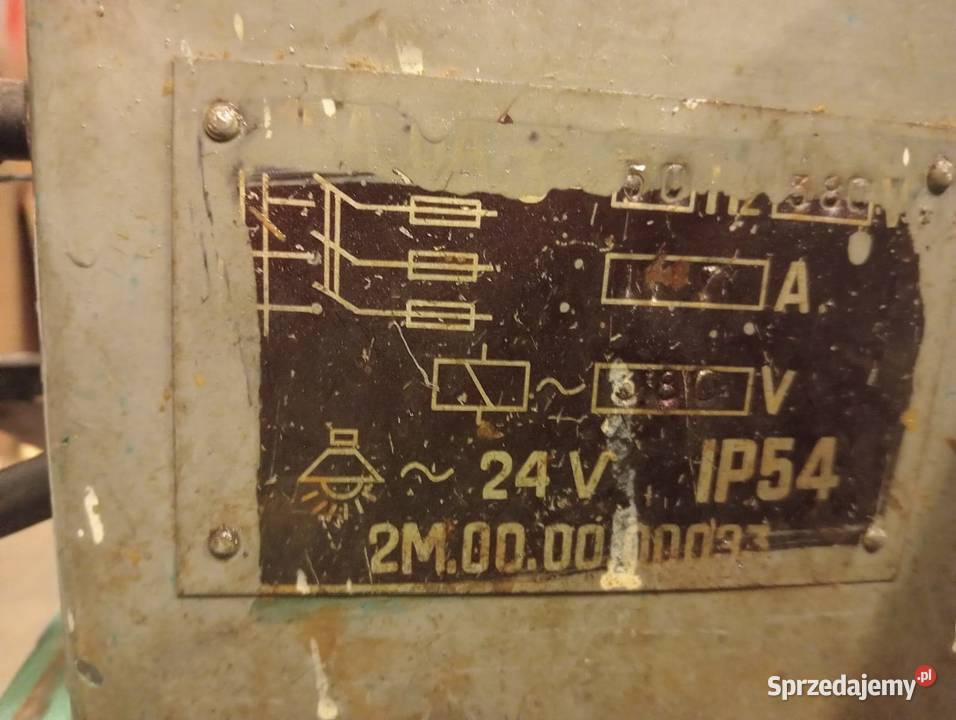 50 Hz 380 V
A
~ 380 V
~ 24 V IP54
Sprzedajemy.pl